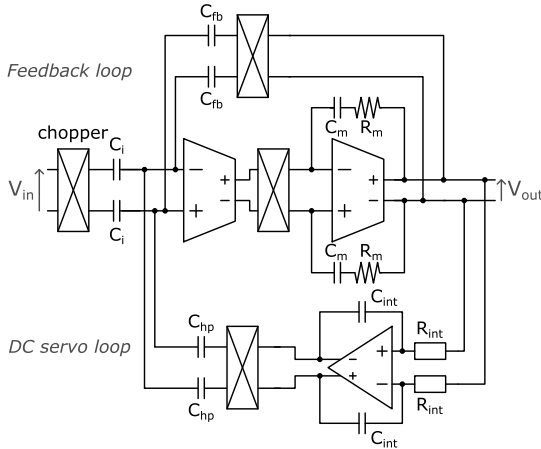 C_fb
C_fb
Feedback loop
chopper
C_i
C_m R_m
V_in
− +
+ −
− +
+ −
V_out
C_i
C_m R_m
C_hp
C_int
R_int
DC servo loop
− +
+ −
C_hp
R_int
C_int